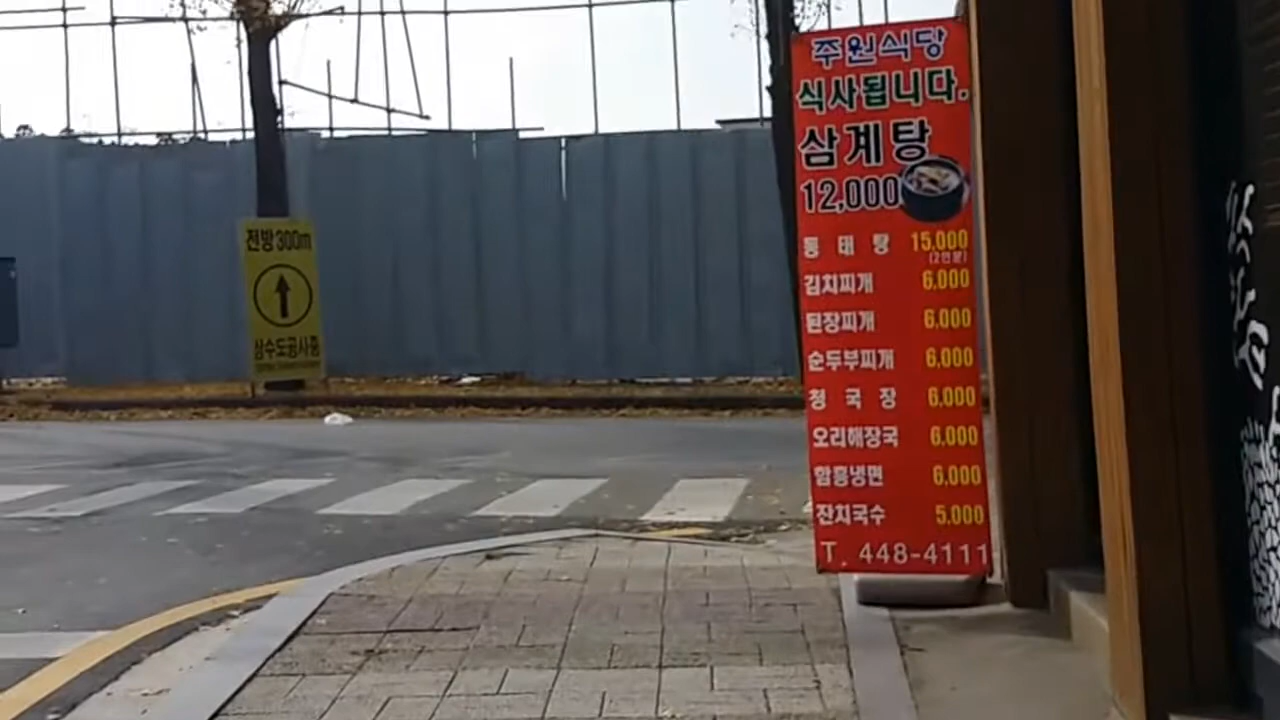 전방 300m
상수도공사중
주원식당
식사됩니다.
삼계탕
12,000
동 태 탕 15,000
(2인분)
김치찌개 6,000
된장찌개 6,000
순두부찌개 6,000
청 국 장 6,000
오리해장국 6,000
함흥냉면 6,000
잔치국수 5,000
T. 448-4111